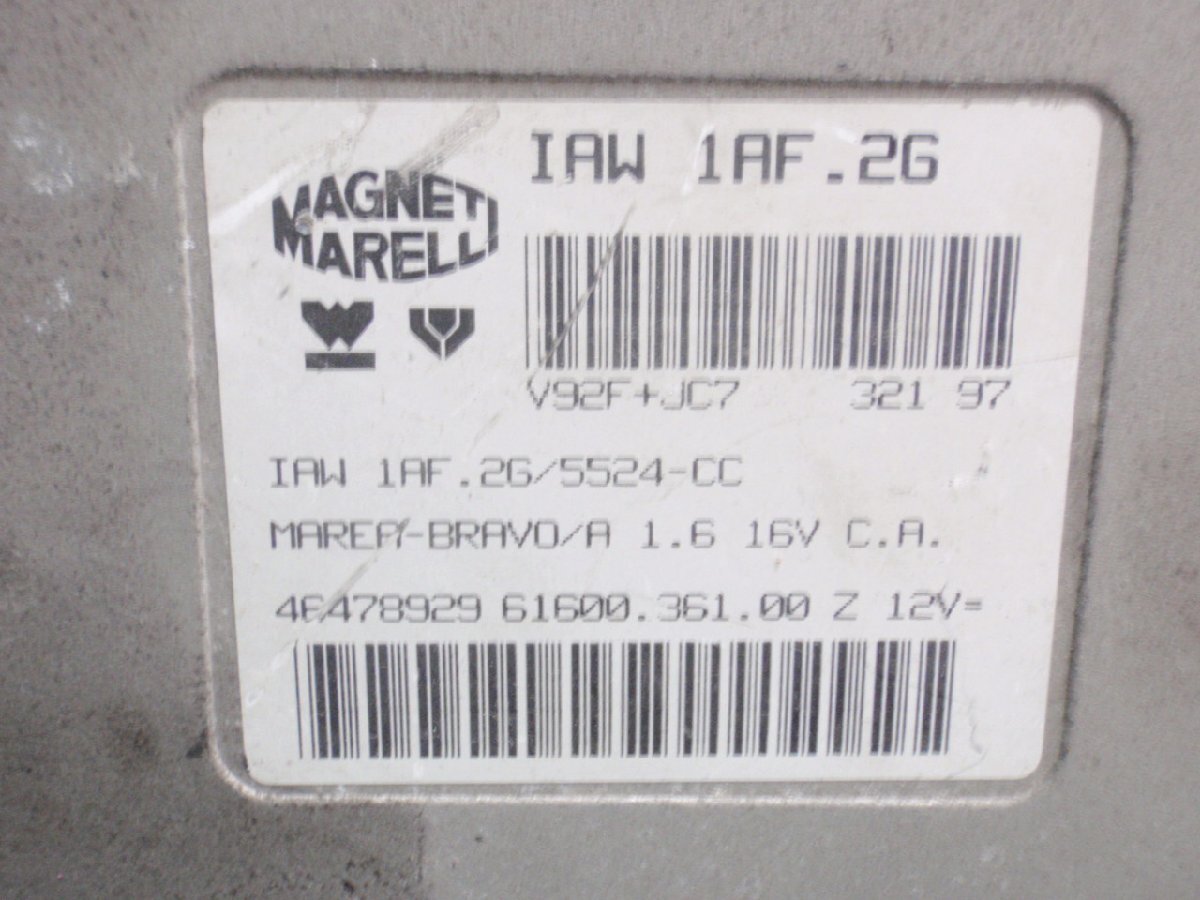 IAW 1AF.2G
MAGNETI
MARELLI
V92F+JC7 321 97
IAW 1AF.2G/5524-CC
MAREA-BRAVO/A 1.6 16V C.A.
46478929 61600.361.00 Z 12V=